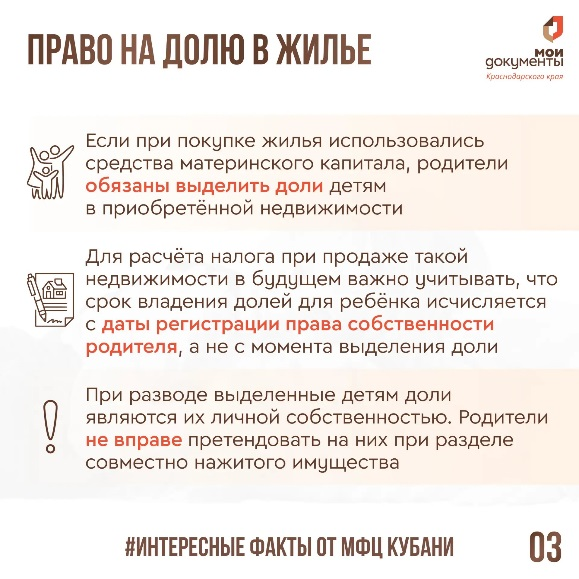 ПРАВО НА ДОЛЮ В ЖИЛЬЕ
МОИ
ДОКУМЕНТЫ
Краснодарского края
Если при покупке жилья использовались
средства материнского капитала, родители
обязаны выделить доли детям
в приобретённой недвижимости
Для расчёта налога при продаже такой
недвижимости в будущем важно учитывать, что
срок владения долей для ребёнка исчисляется
с даты регистрации права собственности
родителя, а не с момента выделения доли
При разводе выделенные детям доли
являются их личной собственностью. Родители
не вправе претендовать на них при разделе
совместно нажитого имущества
#ИНТЕРЕСНЫЕ ФАКТЫ ОТ МФЦ КУБАНИ
03